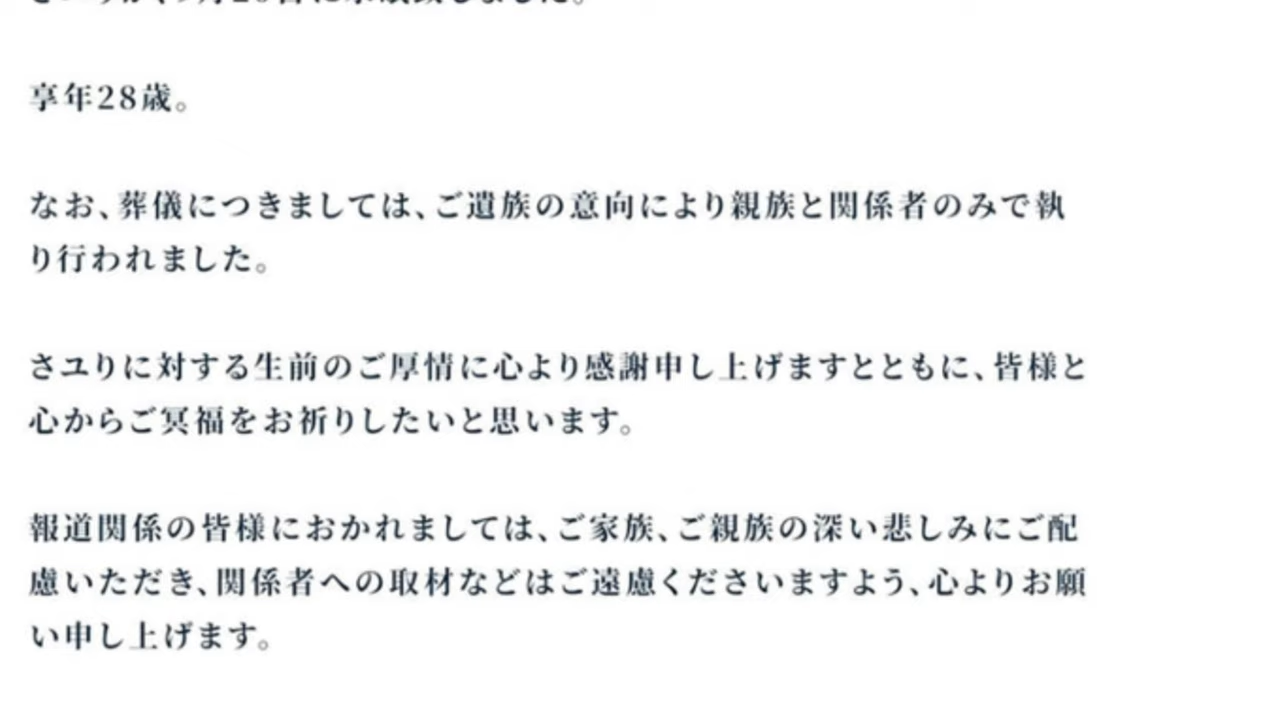 享年28歳。
なお、葬儀につきましては、ご遺族の意向により親族と関係者のみで執
り行われました。
さユりに対する生前のご厚情に心より感謝申し上げますとともに、皆様と
心からご冥福をお祈りしたいと思います。
報道関係の皆様におかれましては、ご家族、ご親族の深い悲しみにご配
慮いただき、関係者への取材などはご遠慮くださいますよう、心よりお願
い申し上げます。